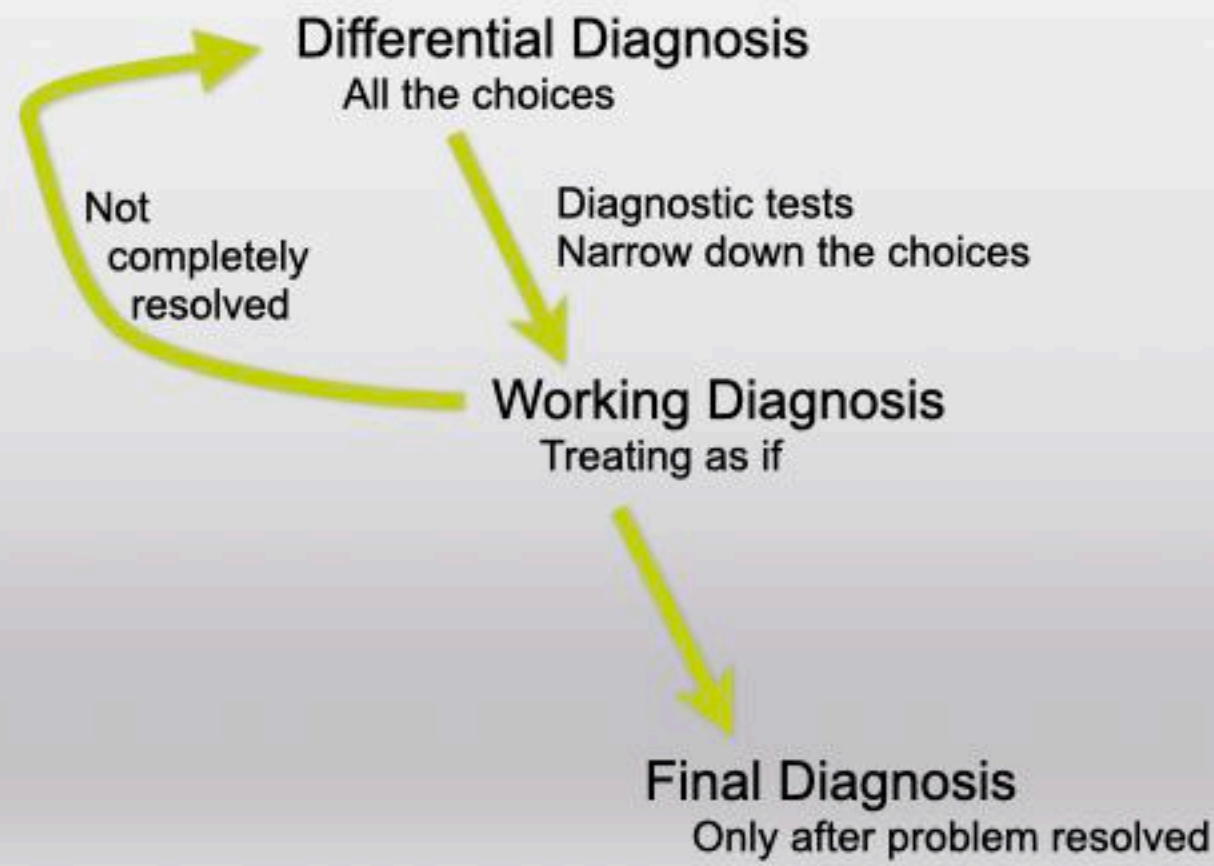 Differential Diagnosis
All the choices
Diagnostic tests
Narrow down the choices
Not
completely
resolved
Working Diagnosis
Treating as if
Final Diagnosis
Only after problem resolved